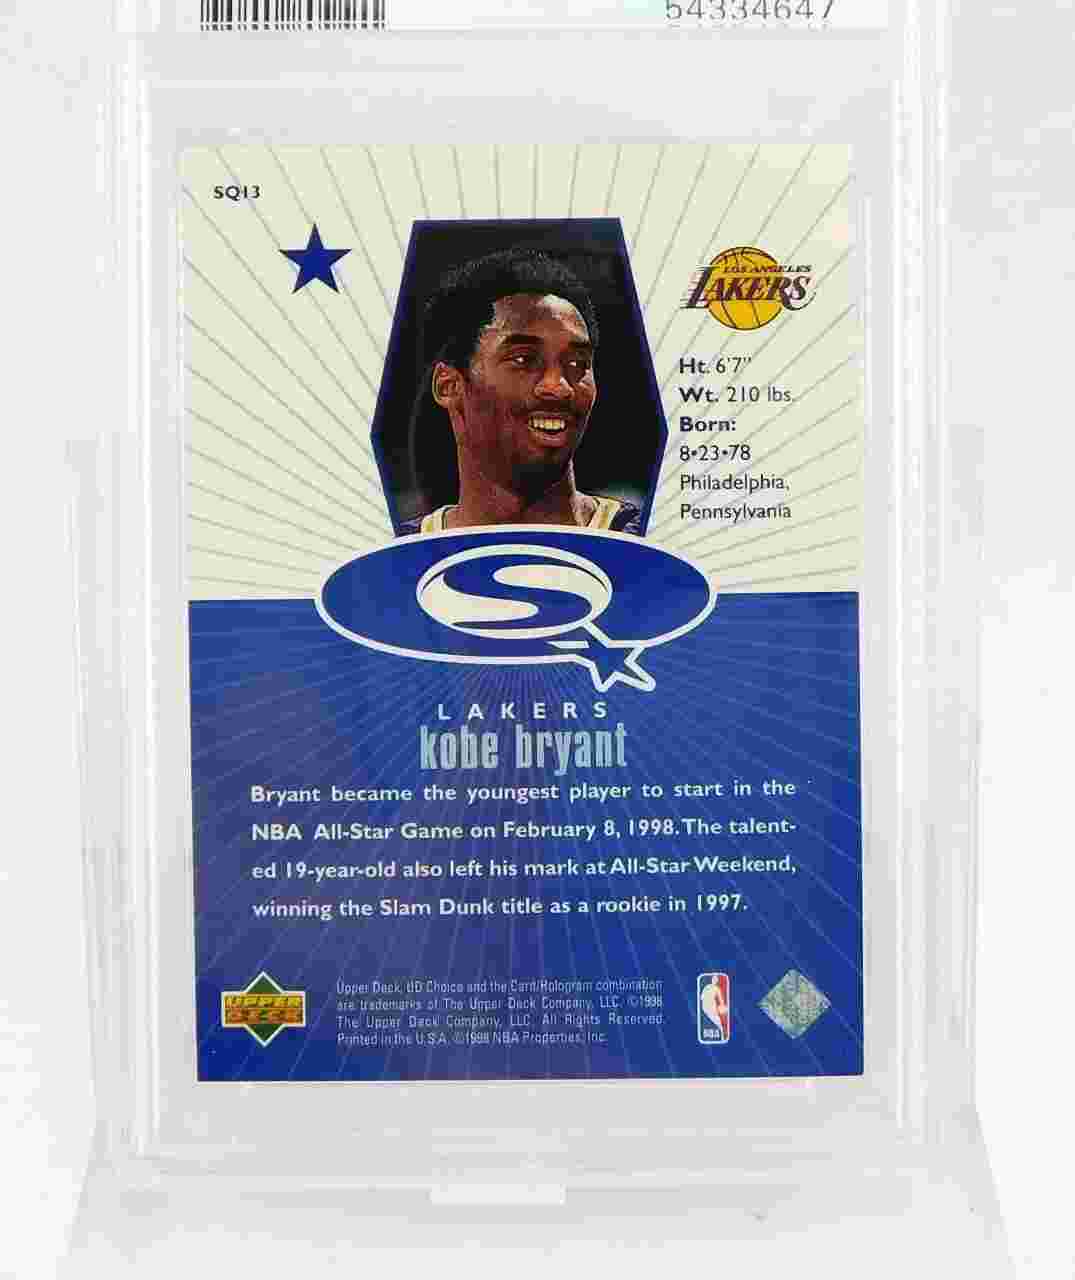 54334647
SQ13
LOS ANGELES
LAKERS
Ht. 6'7"
Wt. 210 lbs.
Born:
8•23•78
Philadelphia,
Pennsylvania
LAKERS
kobe bryant
Bryant became the youngest player to start in the
NBA All-Star Game on February 8, 1998. The talent-
ed 19-year-old also left his mark at All-Star Weekend,
winning the Slam Dunk title as a rookie in 1997.
UPPER
DECK
Upper Deck, UD Choice and the Card/Hologram combination
are trademarks of The Upper Deck Company, LLC. ©1998
The Upper Deck Company, LLC. All Rights Reserved.
Printed in the U.S.A. ©1998 NBA Properties, Inc.
NBA